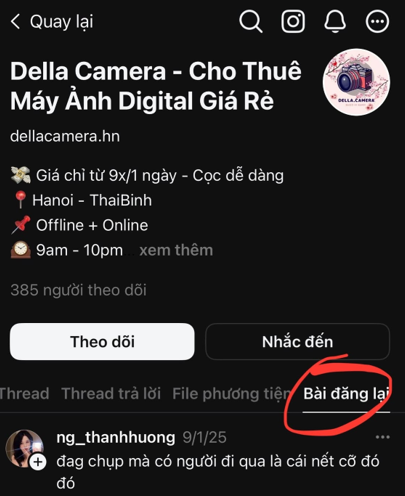 Quay lại
Della Camera - Cho Thuê
Máy Ảnh Digital Giá Rẻ
DELLA.CAMERA
dellacamera.hn
Giá chỉ từ 9x/1 ngày - Cọc dễ dàng
Hanoi - ThaiBinh
Offline + Online
9am - 10pm xem thêm
385 người theo dõi
Theo dõi
Nhắc đến
Thread Thread trả lời File phương tiện Bài đăng lại
ng_thanhhuong 9/1/25
đag chụp mà có người đi qua là cái nết cỡ đó
đó